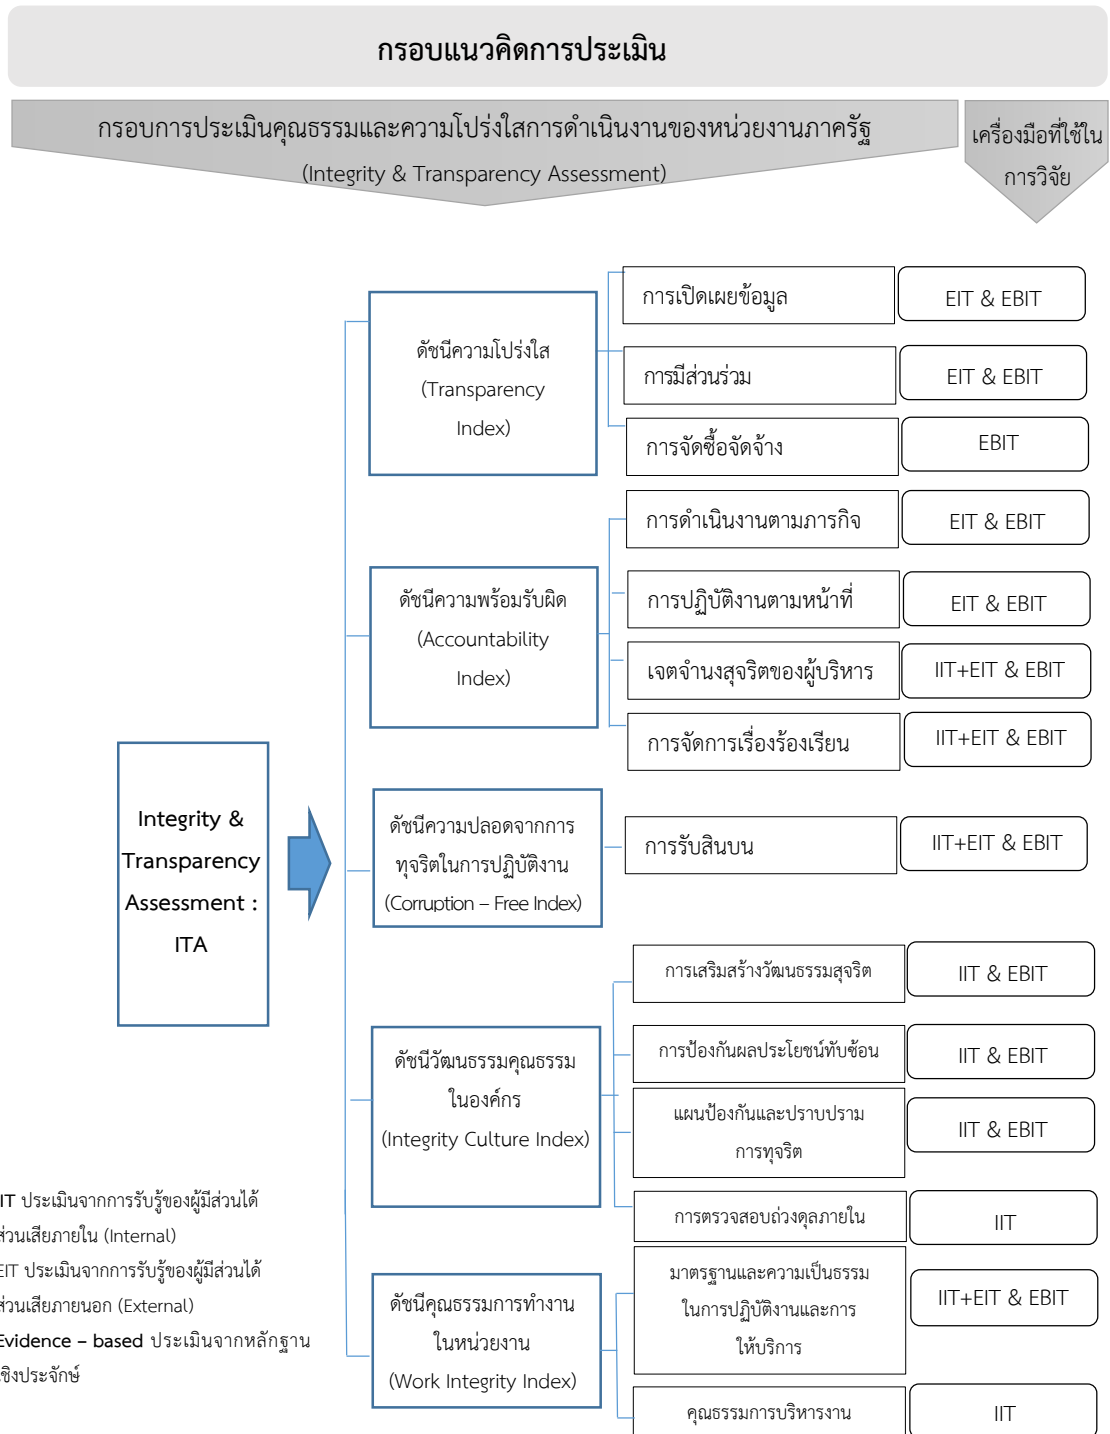 กรอบแนวคิดการประเมิน
กรอบการประเมินคุณธรรมและความโปร่งใสการดำเนินงานของหน่วยงานภาครัฐ
(Integrity & Transparency Assessment)
เครื่องมือที่ใช้ใน
การวิจัย
Integrity &
Transparency
Assessment :
ITA
ดัชนีความโปร่งใส
(Transparency
Index)
การเปิดเผยข้อมูล
EIT & EBIT
การมีส่วนร่วม
EIT & EBIT
การจัดซื้อจัดจ้าง
EBIT
ดัชนีความพร้อมรับผิด
(Accountability
Index)
การดำเนินงานตามภารกิจ
EIT & EBIT
การปฏิบัติงานตามหน้าที่
EIT & EBIT
เจตจำนงสุจริตของผู้บริหาร
IIT+EIT & EBIT
การจัดการเรื่องร้องเรียน
IIT+EIT & EBIT
ดัชนีความปลอดจากการ
ทุจริตในการปฏิบัติงาน
(Corruption – Free Index)
การรับสินบน
IIT+EIT & EBIT
ดัชนีวัฒนธรรมคุณธรรม
ในองค์กร
(Integrity Culture Index)
การเสริมสร้างวัฒนธรรมสุจริต
IIT & EBIT
การป้องกันผลประโยชน์ทับซ้อน
IIT & EBIT
แผนป้องกันและปราบปราม
การทุจริต
IIT & EBIT
การตรวจสอบถ่วงดุลภายใน
IIT
ดัชนีคุณธรรมการทำงาน
ในหน่วยงาน
(Work Integrity Index)
มาตรฐานและความเป็นธรรม
ในการปฏิบัติงานและการ
ให้บริการ
IIT+EIT & EBIT
คุณธรรมการบริหารงาน
IIT
IIT ประเมินจากการรับรู้ของผู้มีส่วนได้
ส่วนเสียภายใน (Internal)
EIT ประเมินจากการรับรู้ของผู้มีส่วนได้
ส่วนเสียภายนอก (External)
Evidence – based ประเมินจากหลักฐาน
เชิงประจักษ์